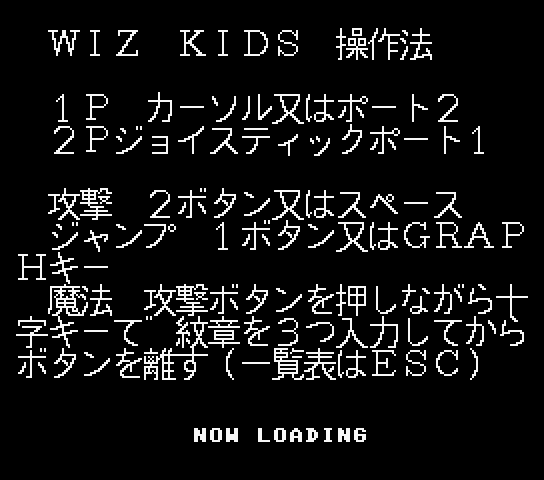 ＷＩＺ　ＫＩＤＳ　操作法
１Ｐ　カーソル又はポート２
２Ｐジョイスティックポート１
攻撃　２ボタン又はスペース
ジャンプ　１ボタン又はＧＲＡＰ
Ｈキー
魔法　攻撃ボタンを押しながら十
字キーで　紋章を３つ入力してから
ボタンを離す（一覧表はＥＳＣ）
NOW LOADING